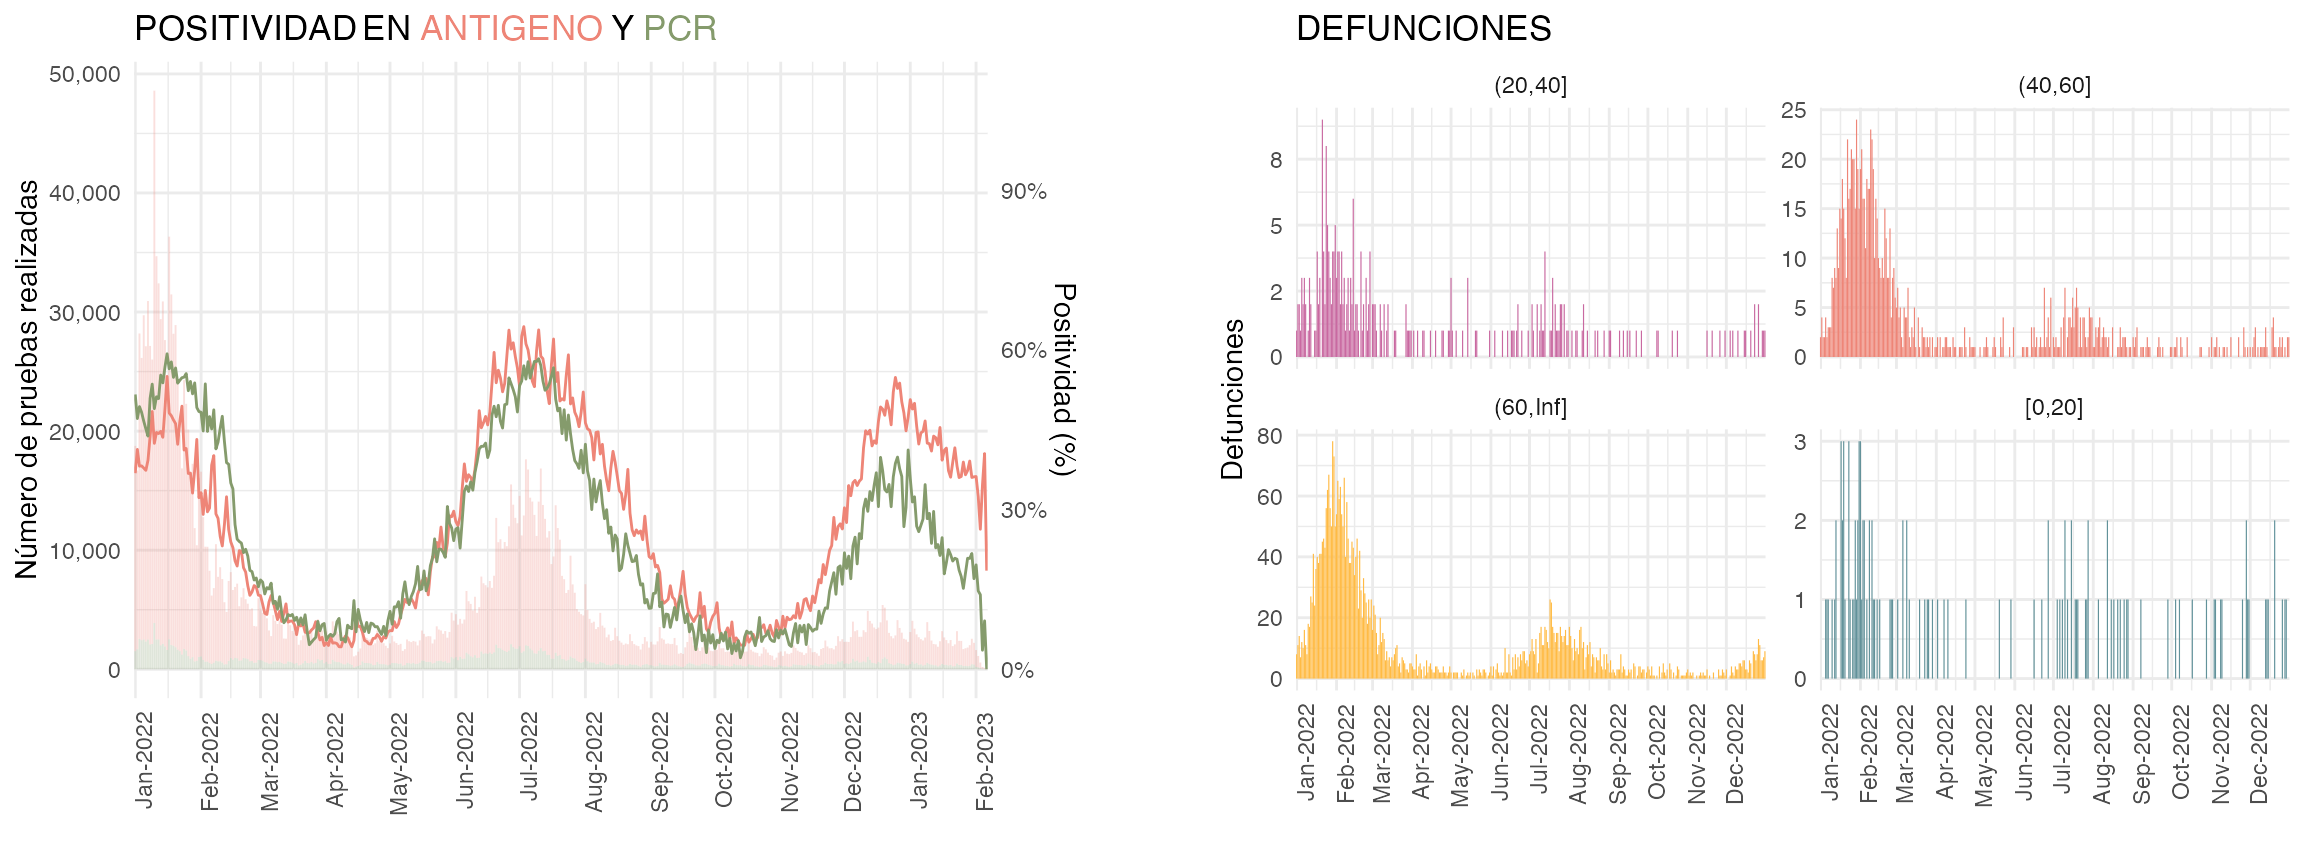 POSITIVIDAD EN ANTIGENO Y PCR
Número de pruebas realizadas
50,000
40,000
30,000
20,000
10,000
0
90%
60%
30%
0%
Positividad (%)
Jan-2022
Feb-2022
Mar-2022
Apr-2022
May-2022
Jun-2022
Jul-2022
Aug-2022
Sep-2022
Oct-2022
Nov-2022
Dec-2022
Jan-2023
Feb-2023
DEFUNCIONES
Defunciones
(20,40]
8
5
2
0
(40,60]
25
20
15
10
5
0
(60,Inf]
80
60
40
20
0
[0,20]
3
2
1
0
Jan-2022
Feb-2022
Mar-2022
Apr-2022
May-2022
Jun-2022
Jul-2022
Aug-2022
Sep-2022
Oct-2022
Nov-2022
Dec-2022
Jan-2022
Feb-2022
Mar-2022
Apr-2022
May-2022
Jun-2022
Jul-2022
Aug-2022
Sep-2022
Oct-2022
Nov-2022
Dec-2022